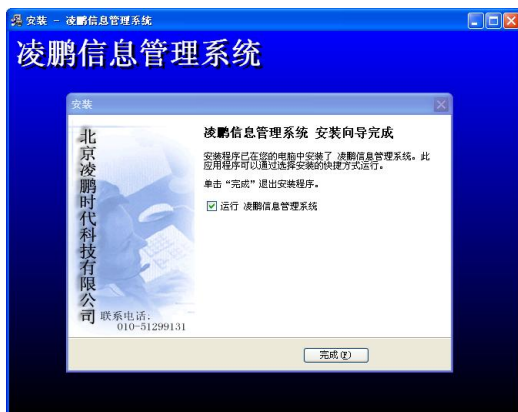 安装 - 凌鹏信息管理系统
凌鹏信息管理系统
安装
北京凌鹏时代科技有限公司
联系电话:
010-51299131
凌鹏信息管理系统 安装向导完成
安装程序已在您的电脑中安装了 凌鹏信息管理系统。此
应用程序可以通过选择安装的快捷方式运行。
单击“完成”退出安装程序。
运行 凌鹏信息管理系统
完成(F)